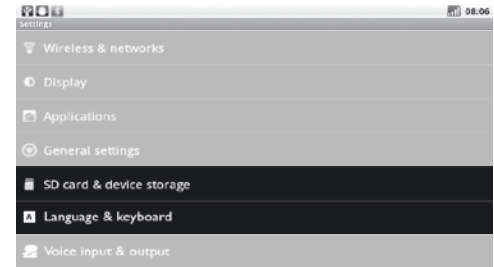 08:06
Settings
Wireless & networks
Display
Applications
General settings
SD card & device storage
A Language & keyboard
Voice input & output